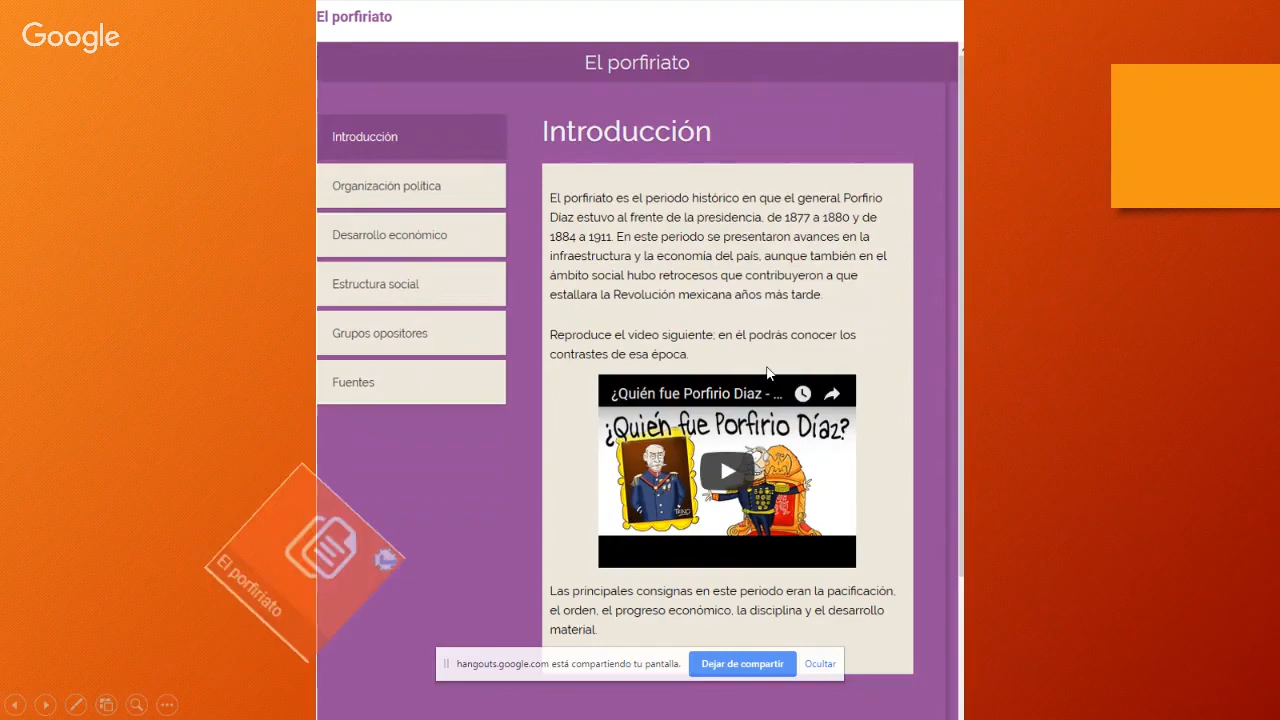 Google
El porfiriato
El porfiriato
Introducción
Organización política
Desarrollo económico
Estructura social
Grupos opositores
Fuentes
Introducción
El porfiriato es el periodo histórico en que el general Porfirio
Díaz estuvo al frente de la presidencia, de 1877 a 1880 y de
1884 a 1911. En este periodo se presentaron avances en la
infraestructura y la economía del país, aunque también en el
ámbito social hubo retrocesos que contribuyeron a que
estallara la Revolución mexicana años más tarde.
Reproduce el video siguiente; en él podrás conocer los
contrastes de esa época.
¿Quién fue Porfirio Diaz - ...
¿Quién fue Porfirio Díaz?
TRINO
Las principales consignas en este periodo eran la pacificación,
el orden, el progreso económico, la disciplina y el desarrollo
material.
El porfiriato
hangouts.google.com está compartiendo tu pantalla.
Dejar de compartir
Ocultar